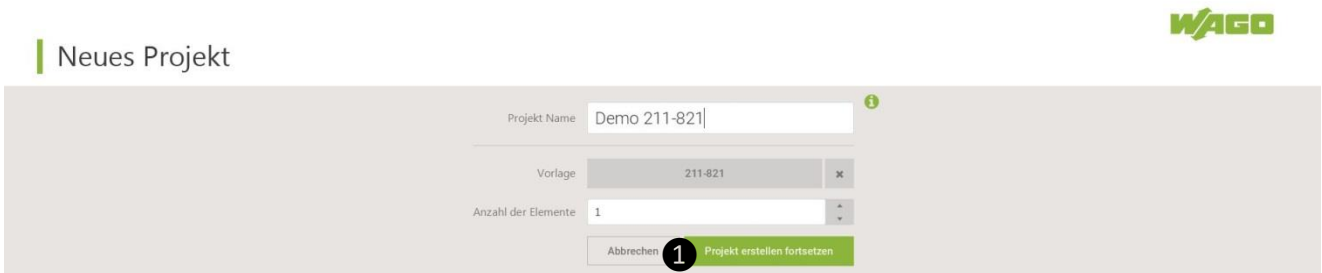 WAGO
Neues Projekt
Projekt Name Demo 211-821
Vorlage 211-821
Anzahl der Elemente 1
Abbrechen 1 Projekt erstellen fortsetzen